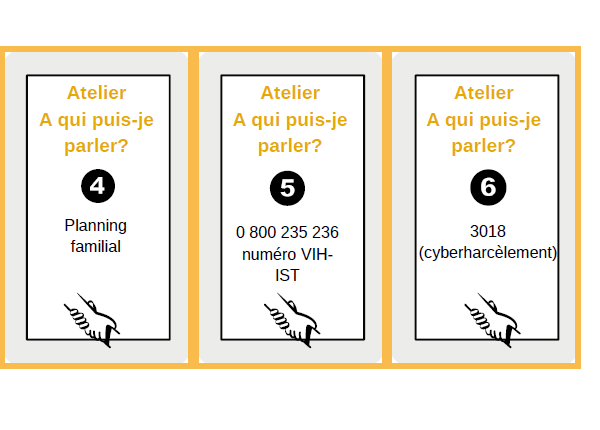 Atelier
A qui puis-je
parler?
4
Planning
familial
Atelier
A qui puis-je
parler?
5
0 800 235 236
numéro VIH-
IST
Atelier
A qui puis-je
parler?
6
3018
(cyberharcèlement)